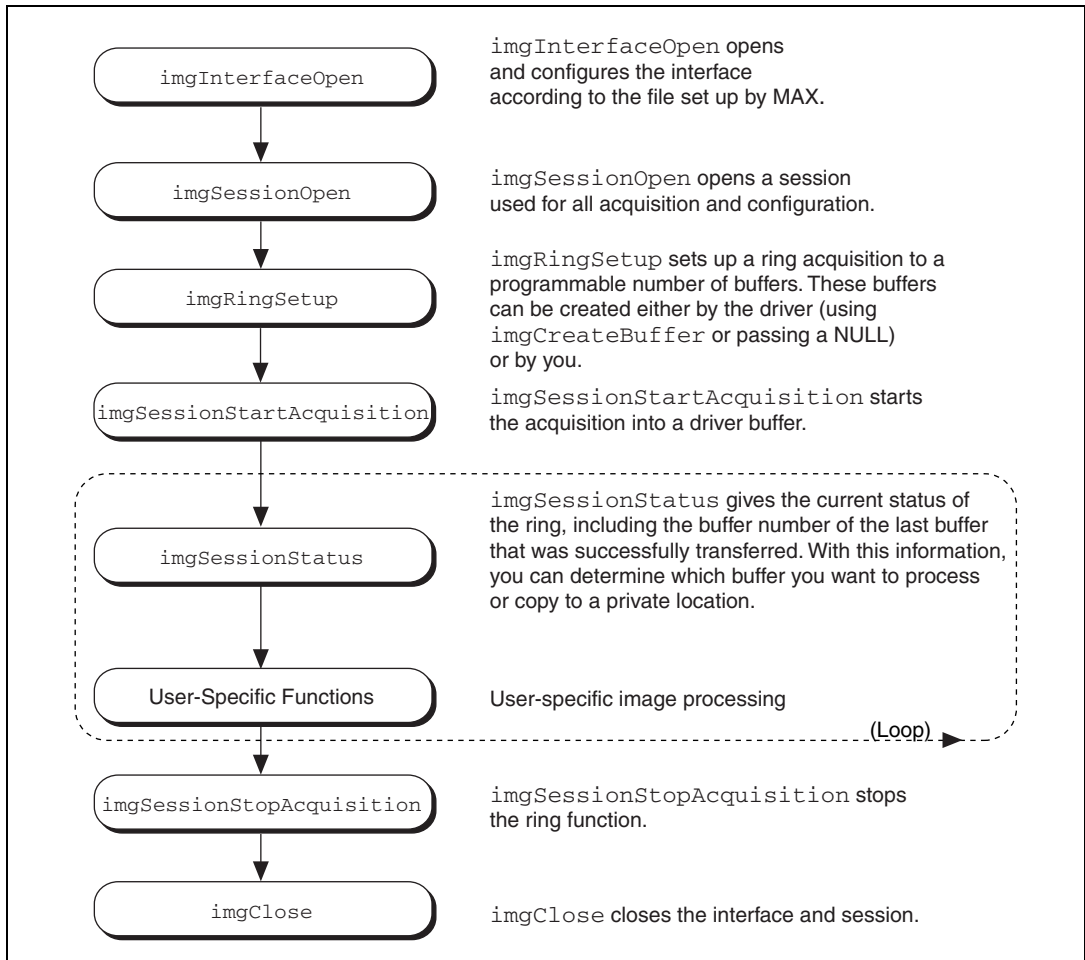 imgInterfaceOpen
imgInterfaceOpen opens
and configures the interface
according to the file set up by MAX.
imgSessionOpen
imgSessionOpen opens a session
used for all acquisition and configuration.
imgRingSetup
imgRingSetup sets up a ring acquisition to a
programmable number of buffers. These buffers
can be created either by the driver (using
imgCreateBuffer or passing a NULL)
or by you.
imgSessionStartAcquisition
imgSessionStartAcquisition starts
the acquisition into a driver buffer.
imgSessionStatus
imgSessionStatus gives the current status of
the ring, including the buffer number of the last buffer
that was successfully transferred. With this information,
you can determine which buffer you want to process
or copy to a private location.
User-Specific Functions
User-specific image processing
(Loop)
imgSessionStopAcquisition
imgSessionStopAcquisition stops
the ring function.
imgClose
imgClose closes the interface and session.